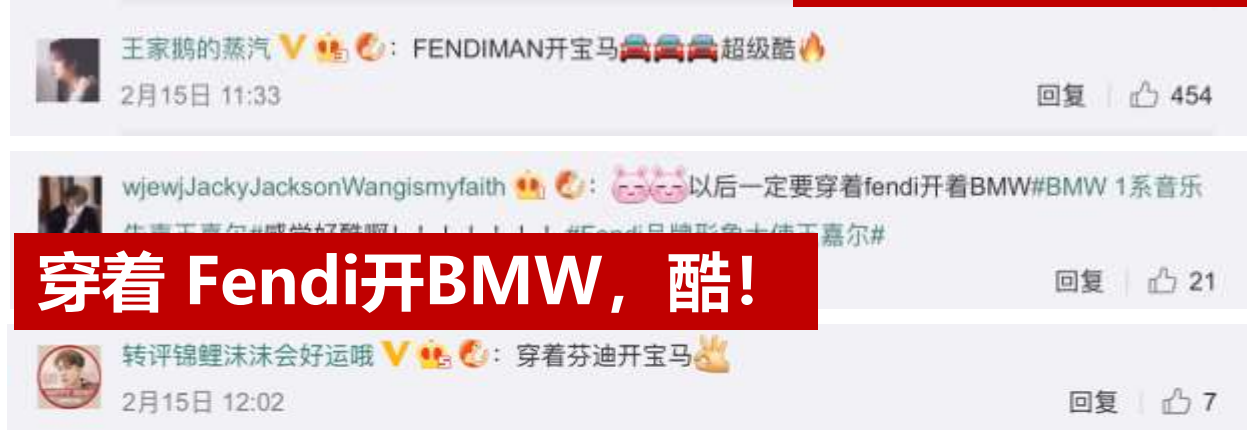 王家鹅的蒸汽：FENDIMAN开宝马超级酷
2月15日 11:33
回复 454
wjewjJackyJacksonWangismyfaith：以后一定要穿着fendi开着BMW#BMW 1系音乐
嘉尔#
穿着 Fendi开BMW，酷！
回复 21
转评锦鲤沫沫会好运哦：穿着芬迪开宝马
2月15日 12:02
回复 7